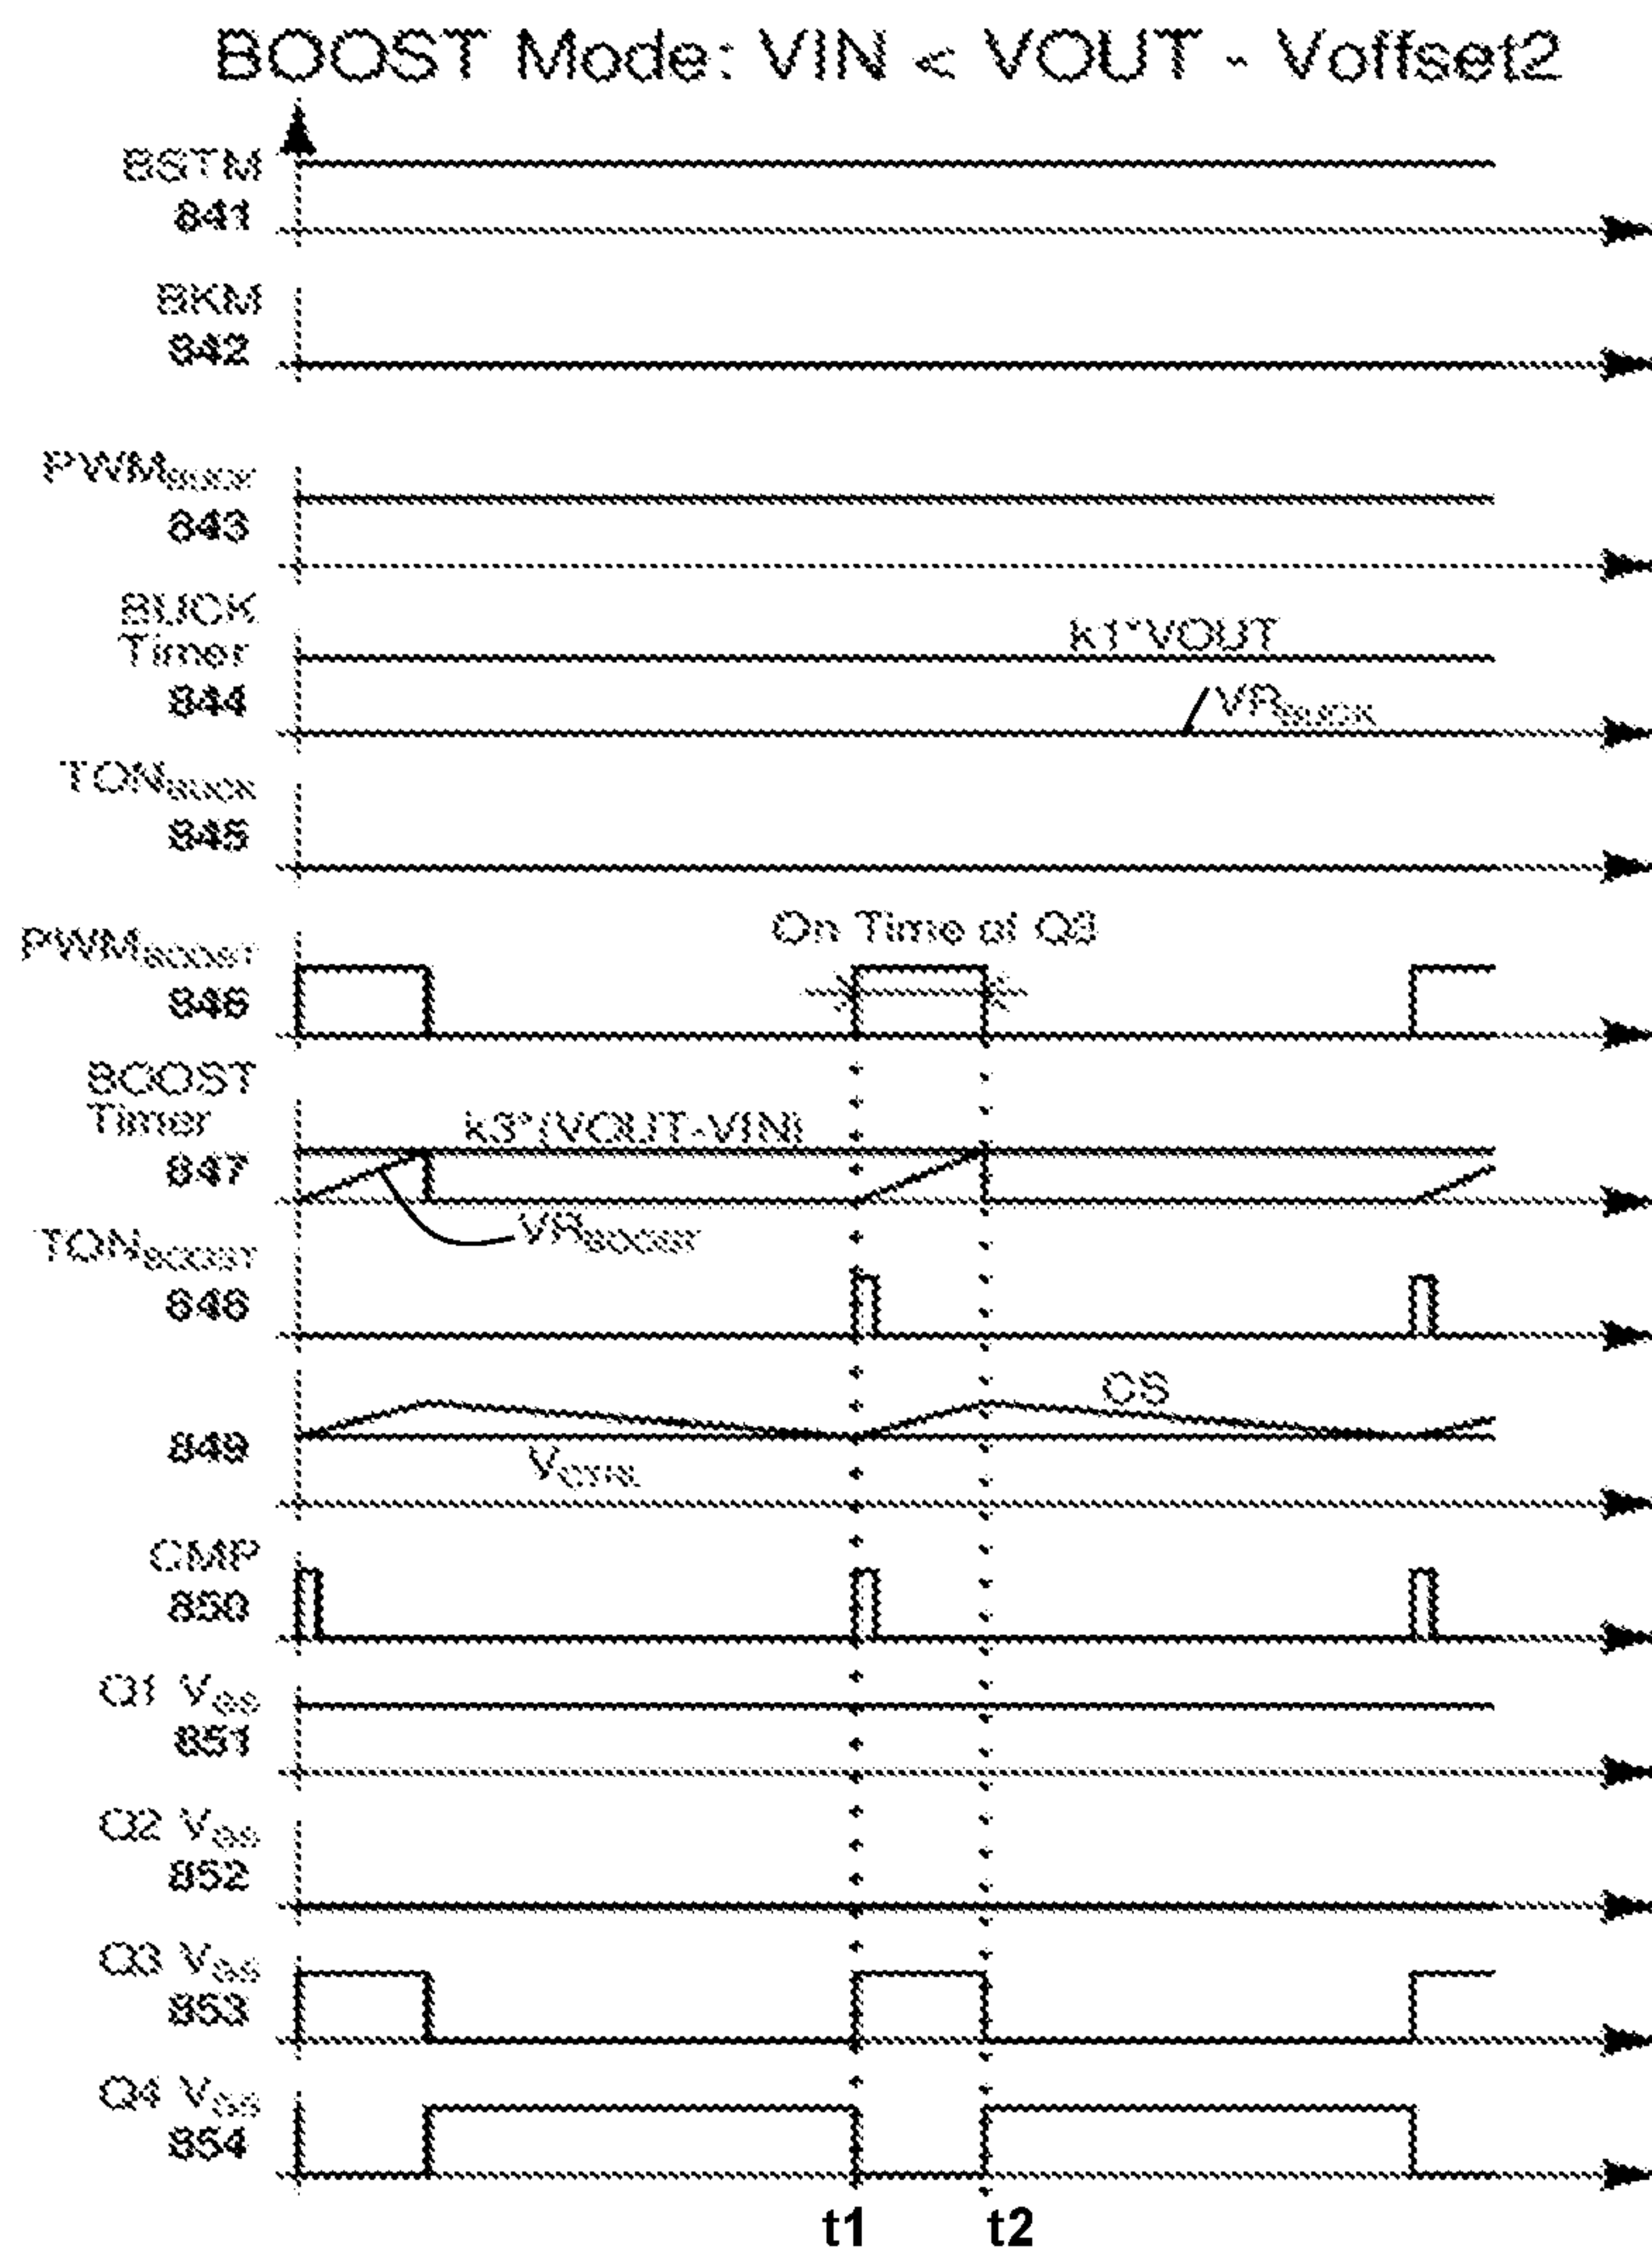 BOOST Mode: VIN < VOUT - Voffset2
BSTM
841
BKM
842
PWMBUCK
843
BUCK
Timer
844
k1*VOUT
VRBUCK
TONBUCK
845
On Time of Q3
PWMBOOST
846
BOOST
Timer
847
k3*(VOUT-VIN)
VRBOOST
TONBOOST
848
CS
849
VCTRL
CMP
850
Q1 VGS
851
Q2 VGS
852
Q3 VGS
853
Q4 VGS
854
t1 t2